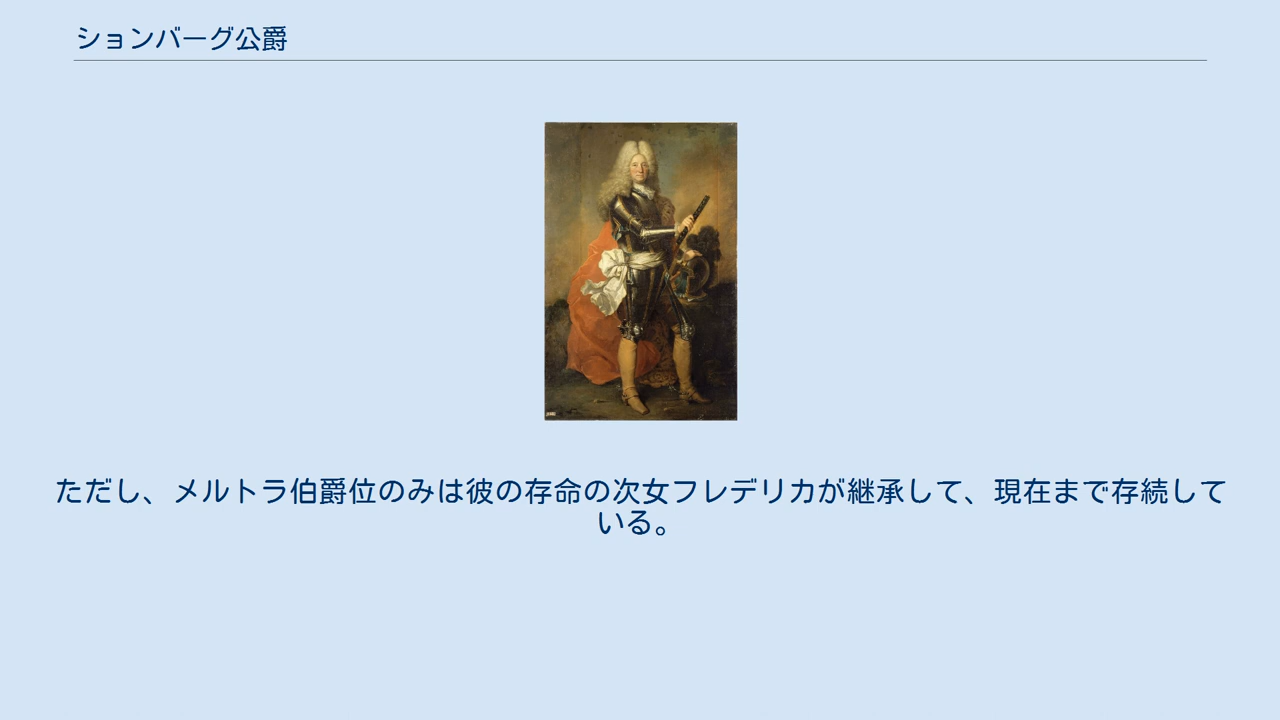 ションバーグ公爵
ただし、メルトラ伯爵位のみは彼の存命の次女フレデリカが継承して、現在まで存続して
いる。